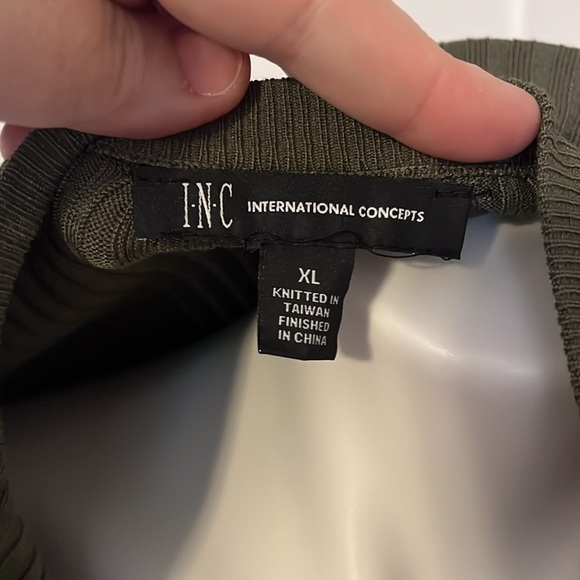 I·N·C INTERNATIONAL CONCEPTS
XL
KNITTED IN
TAIWAN
FINISHED
IN CHINA